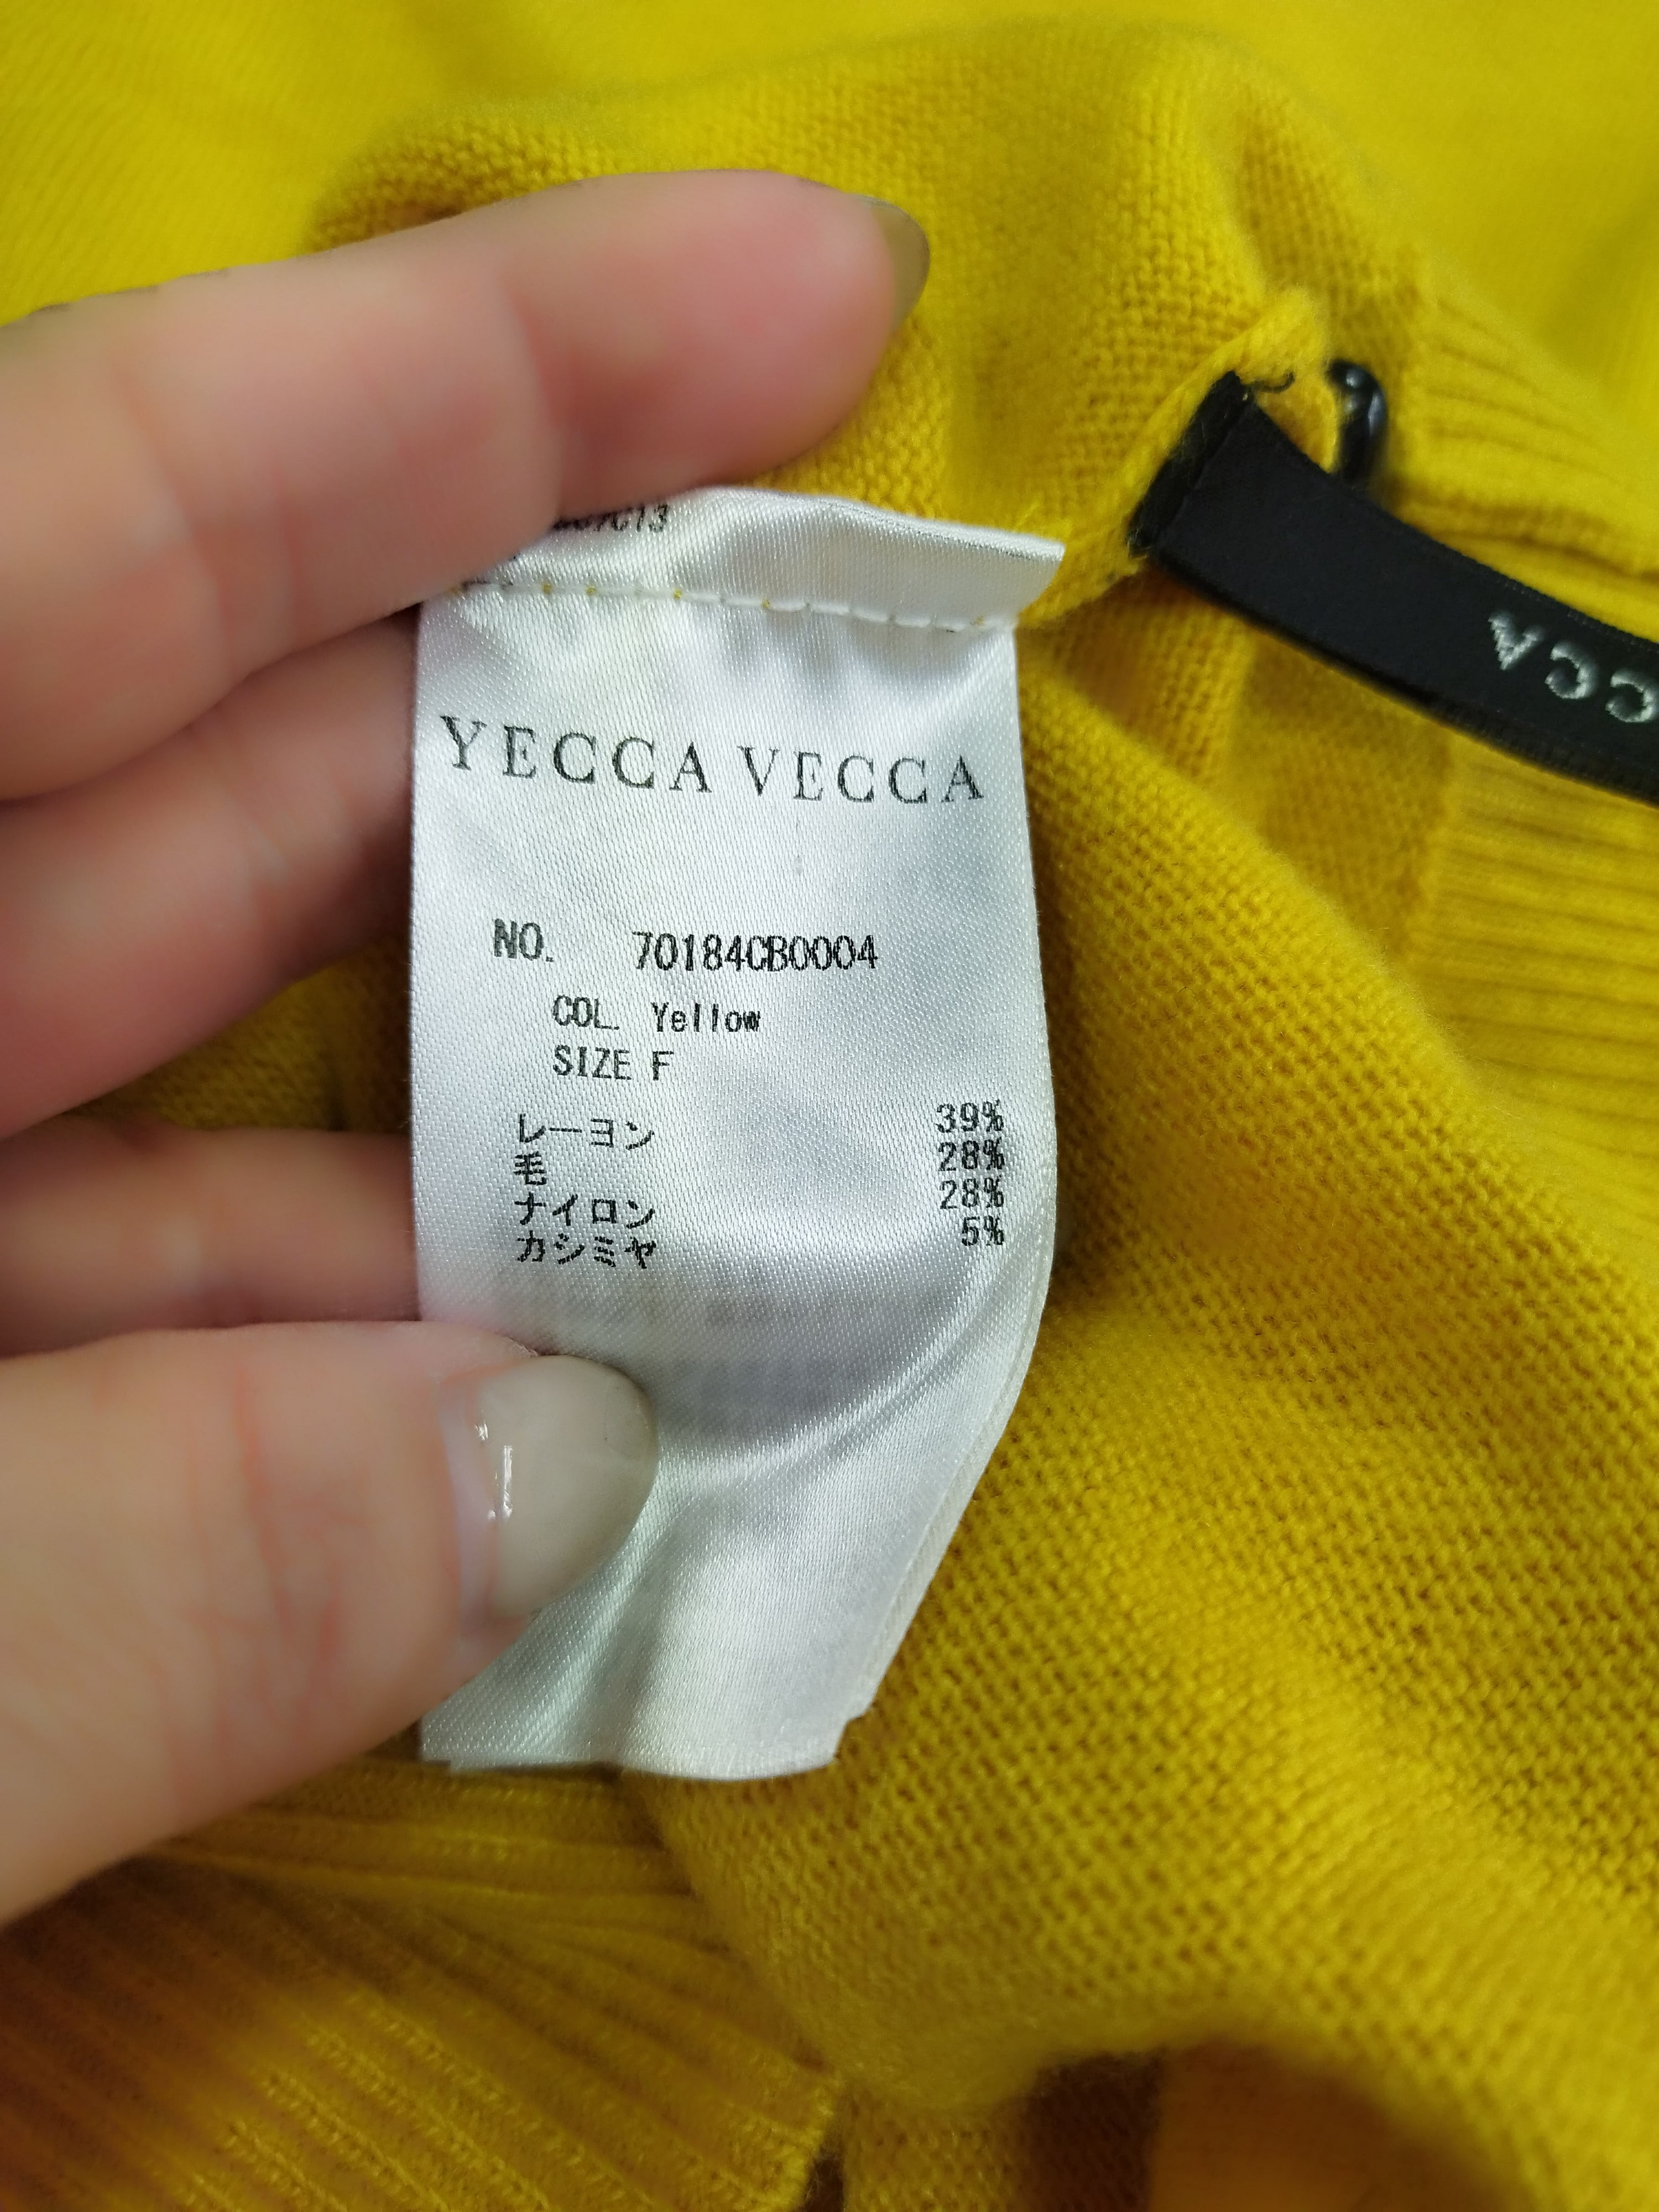 YECCA VECCA
NO. 70184CB0004
COL. Yellow
SIZE F
レーヨン 39%
毛 28%
ナイロン 28%
カシミヤ 5%
CCA